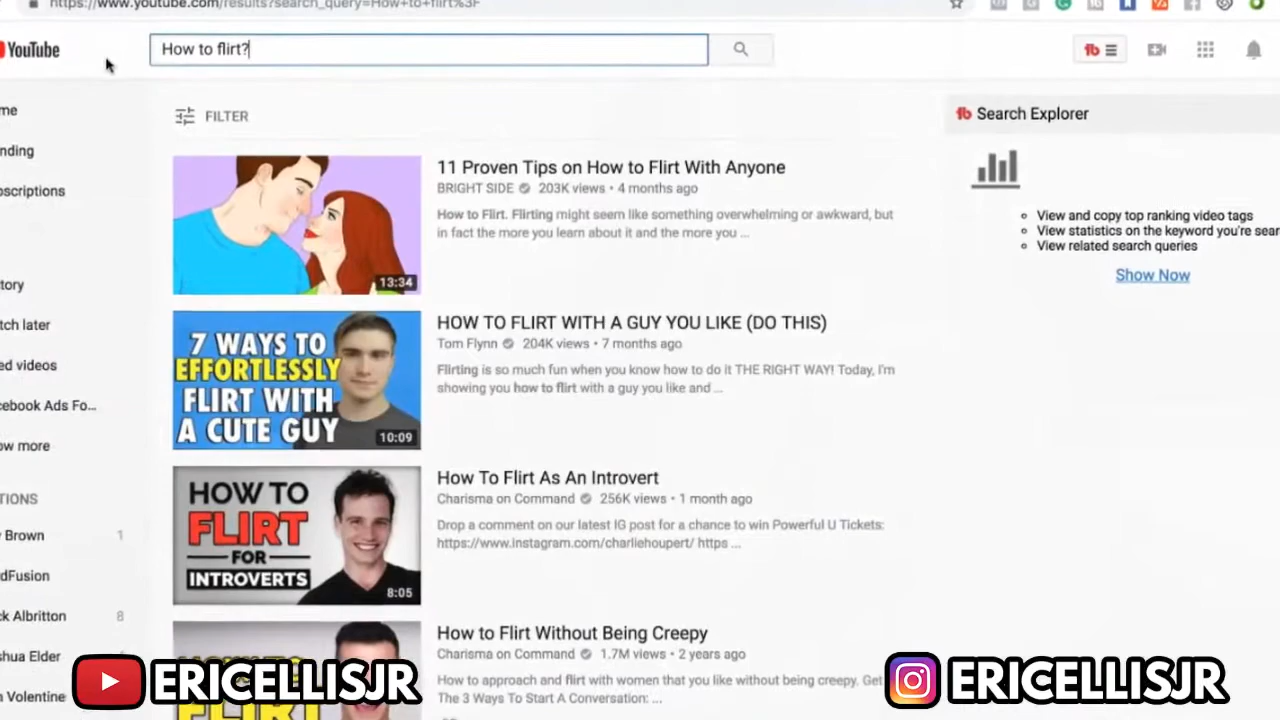 https://www.youtube.com/results?search_query=How+to+flirt%3F
YouTube
How to flirt?
me
nding
bscriptions
tory
tch later
ed videos
cebook Ads Fo...
ow more
TIONS
Brown 1
dFusion
ck Albritton 8
shua Elder
n Volentine
FILTER
13:34
11 Proven Tips on How to Flirt With Anyone
BRIGHT SIDE 203K views • 4 months ago
How to Flirt. Flirting might seem like something overwhelming or awkward, but
in fact the more you learn about it and the more you ...
7 WAYS TO
EFFORTLESSLY
FLIRT WITH
A CUTE GUY
10:09
HOW TO FLIRT WITH A GUY YOU LIKE (DO THIS)
Tom Flynn 204K views • 7 months ago
Flirting is so much fun when you know how to do it THE RIGHT WAY! Today, I'm
showing you how to flirt with a guy you like and ...
HOW TO
FLIRT
FOR
INTROVERTS
8:05
How To Flirt As An Introvert
Charisma on Command 256K views • 1 month ago
Drop a comment on our latest IG post for a chance to win Powerful U Tickets:
https://www.instagram.com/charliehoupert/ https ...
How to Flirt Without Being Creepy
Charisma on Command 1.7M views • 2 years ago
How to approach and flirt with women that you like without being creepy. Get
The 3 Ways To Start A Conversation: ...
Search Explorer
View and copy top ranking video tags
View statistics on the keyword you're sear
View related search queries
Show Now
ERICELLISJR
ERICELLISJR